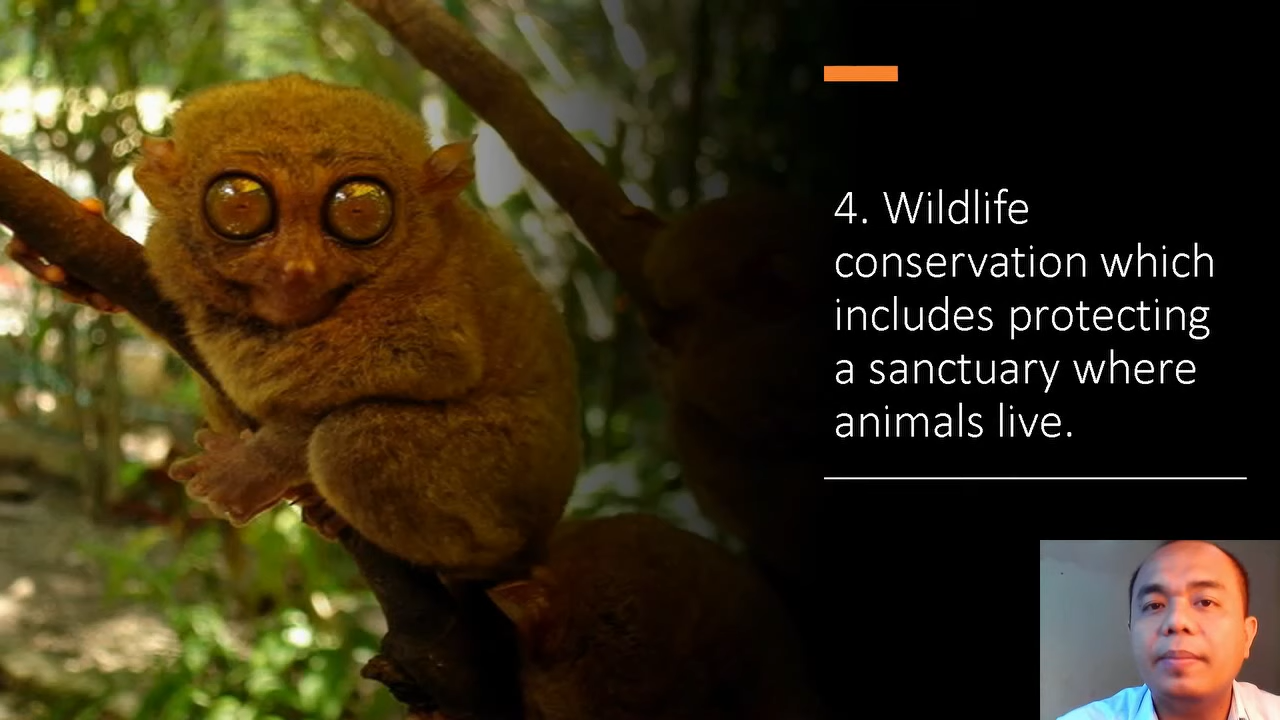 4. Wildlife
conservation which
includes protecting
a sanctuary where
animals live.